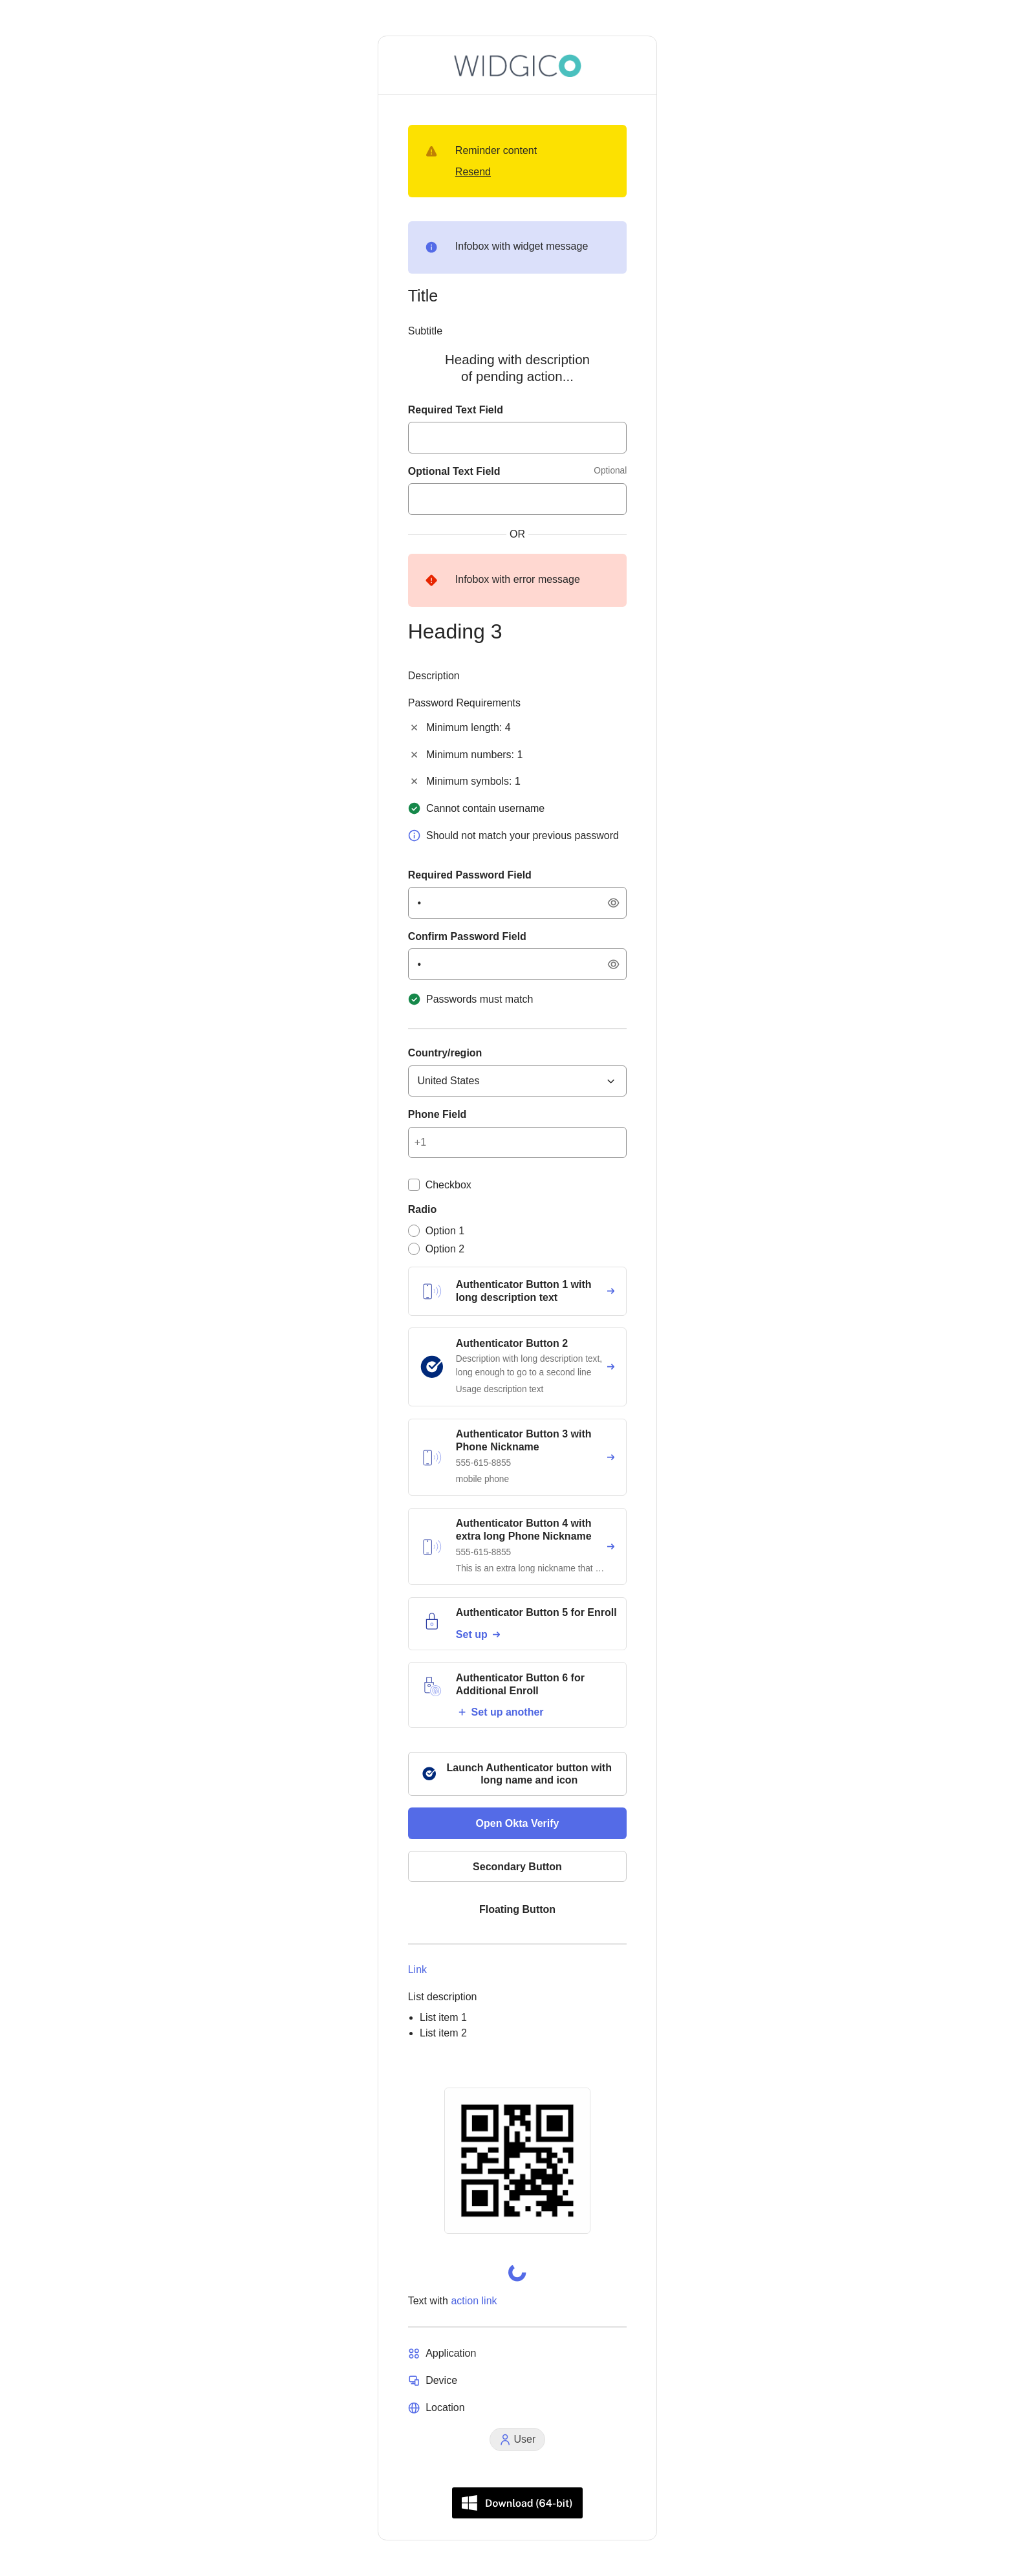 WIDGICO
Reminder content
Resend
Infobox with widget message
Title
Subtitle
Heading with description
of pending action...
Required Text Field
Optional Text Field
Optional
OR
Infobox with error message
Heading 3
Description
Password Requirements
Minimum length: 4
Minimum numbers: 1
Minimum symbols: 1
Cannot contain username
Should not match your previous password
Required Password Field
Confirm Password Field
Passwords must match
Country/region
United States
Phone Field
+1
Checkbox
Radio
Option 1
Option 2
Authenticator Button 1 with
long description text
Authenticator Button 2
Description with long description text,
long enough to go to a second line
Usage description text
Authenticator Button 3 with
Phone Nickname
555-615-8855
mobile phone
Authenticator Button 4 with
extra long Phone Nickname
555-615-8855
This is an extra long nickname that …
Authenticator Button 5 for Enroll
Set up
Authenticator Button 6 for
Additional Enroll
Set up another
Launch Authenticator button with
long name and icon
Open Okta Verify
Secondary Button
Floating Button
Link
List description
• List item 1
• List item 2
Text with action link
Application
Device
Location
User
Download (64-bit)